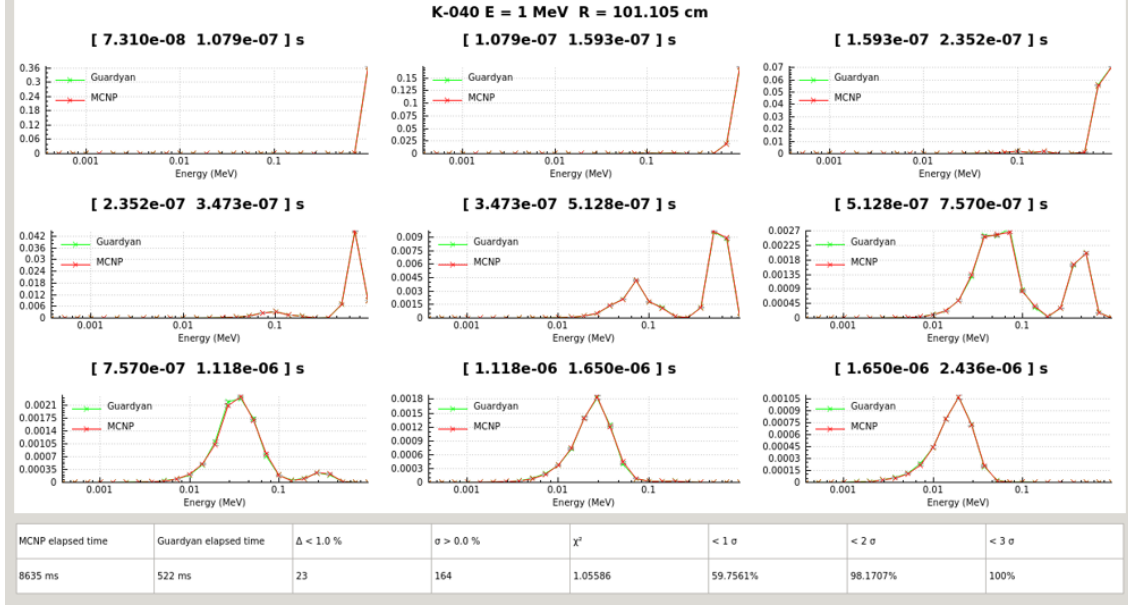 K-040 E = 1 MeV R = 101.105 cm
[ 7.310e-08 1.079e-07 ] s
[ 1.079e-07 1.593e-07 ] s
[ 1.593e-07 2.352e-07 ] s
0.36
0.3
0.24
0.18
0.12
0.06
0
Guardyan
MCNP
0.001
0.01
0.1
Energy (MeV)
0.15
0.125
0.1
0.075
0.05
0.025
0
Guardyan
MCNP
0.001
0.01
0.1
Energy (MeV)
0.07
0.06
0.05
0.04
0.03
0.02
0.01
0
Guardyan
MCNP
0.001
0.01
0.1
Energy (MeV)
[ 2.352e-07 3.473e-07 ] s
[ 3.473e-07 5.128e-07 ] s
[ 5.128e-07 7.570e-07 ] s
0.042
0.036
0.03
0.024
0.018
0.012
0.006
0
Guardyan
MCNP
0.001
0.01
0.1
Energy (MeV)
0.009
0.0075
0.006
0.0045
0.003
0.0015
0
Guardyan
MCNP
0.001
0.01
0.1
Energy (MeV)
0.0027
0.00225
0.0018
0.00135
0.0009
0.00045
0
Guardyan
MCNP
0.001
0.01
0.1
Energy (MeV)
[ 7.570e-07 1.118e-06 ] s
[ 1.118e-06 1.650e-06 ] s
[ 1.650e-06 2.436e-06 ] s
0.0021
0.00175
0.0014
0.00105
0.0007
0.00035
0
Guardyan
MCNP
0.001
0.01
0.1
Energy (MeV)
0.0018
0.0015
0.0012
0.0009
0.0006
0.0003
0
Guardyan
MCNP
0.001
0.01
0.1
Energy (MeV)
0.00105
0.0009
0.00075
0.0006
0.00045
0.0003
0.00015
0
Guardyan
MCNP
0.001
0.01
0.1
Energy (MeV)
MCNP elapsed time Guardyan elapsed time Δ < 1.0 % σ > 0.0 % χ² < 1 σ < 2 σ < 3 σ
8635 ms 522 ms 23 164 1.05586 59.7561% 98.1707% 100%